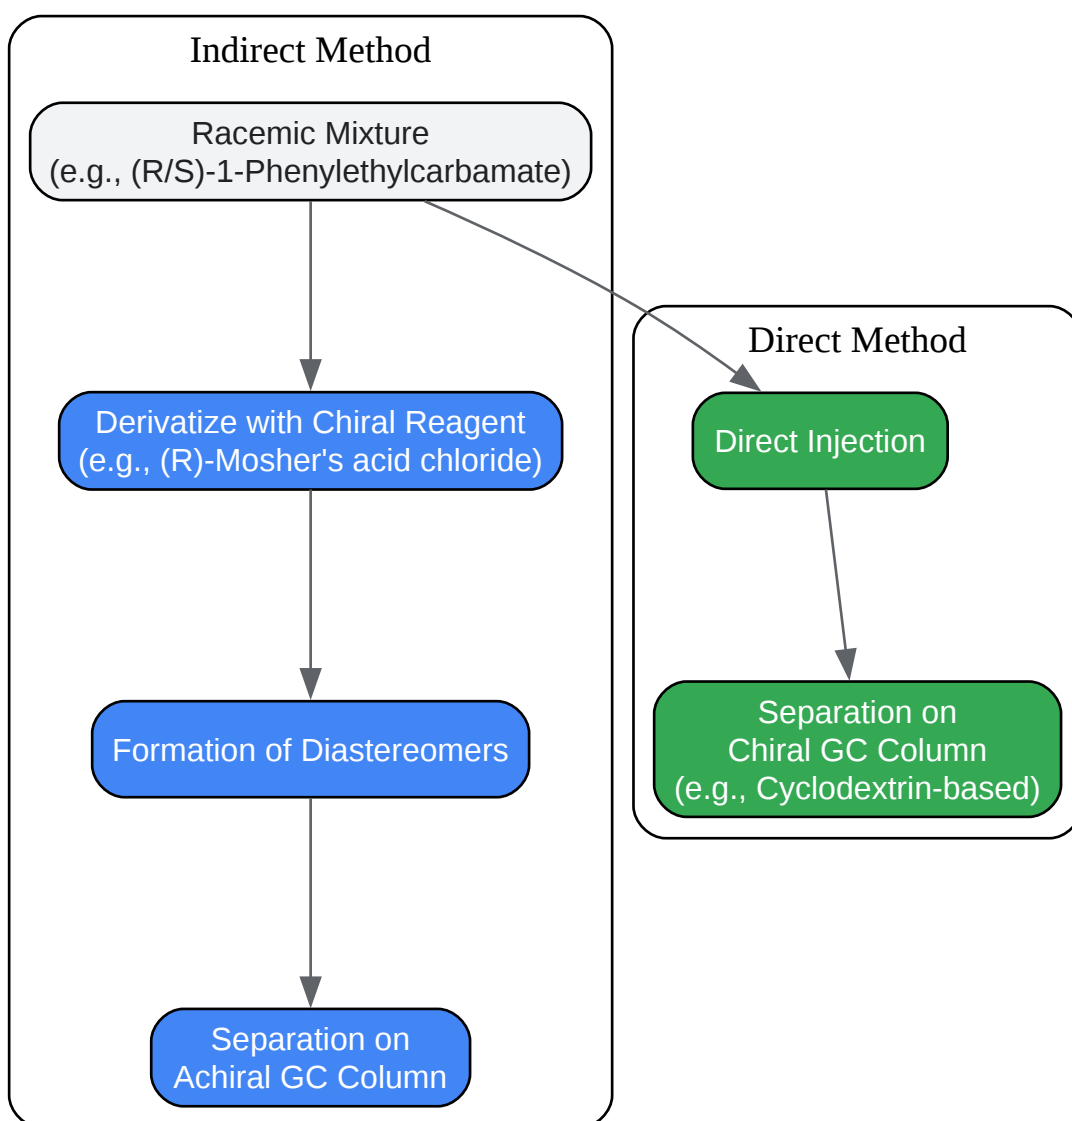 Indirect Method
Racemic Mixture
(e.g., (R/S)-1-Phenylethylcarbamate)
Derivatize with Chiral Reagent
(e.g., (R)-Mosher's acid chloride)
Formation of Diastereomers
Separation on
Achiral GC Column
Direct Method
Direct Injection
Separation on
Chiral GC Column
(e.g., Cyclodextrin-based)